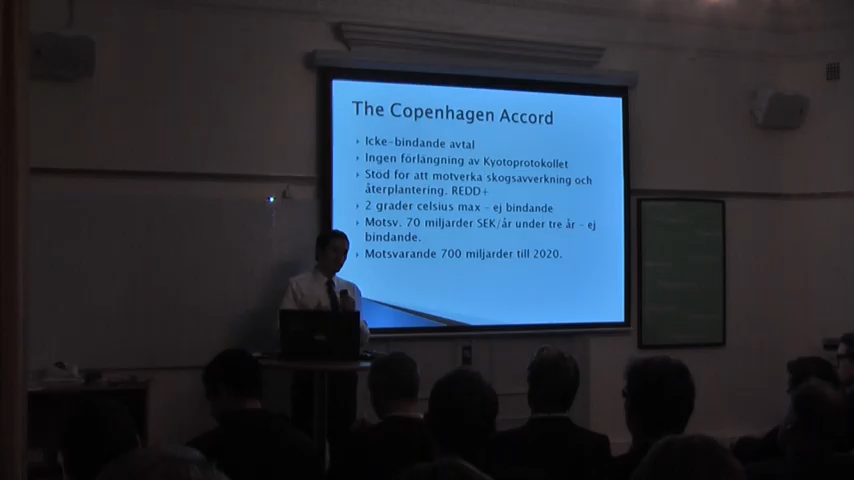 The Copenhagen Accord
Icke-bindande avtal
Ingen förlängning av Kyotoprotokollet
Stöd för att motverka skogsavverkning och
återplantering. REDD+
2 grader celsius max - ej bindande
Motsv. 70 miljarder SEK/år under tre år - ej
bindande.
Motsvarande 700 miljarder till 2020.